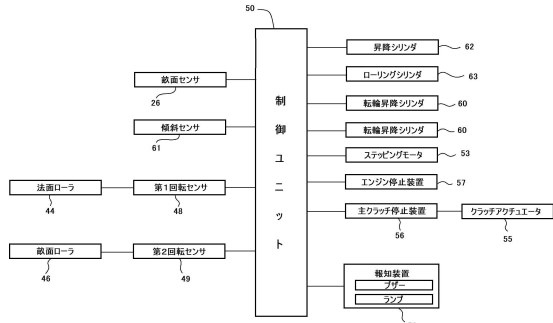 50
昇降シリンダ
62
ローリングシリンダ
63
畝面センサ
26
転輪昇降シリンダ
60
傾斜センサ
61
転輪昇降シリンダ
60
制御ユニット
ステッピングモータ
53
エンジン停止装置
57
法面ローラ
44
第1回転センサ
48
主クラッチ停止装置
56
クラッチアクチュエータ
55
畝面ローラ
46
第2回転センサ
49
報知装置
ブザー
ランプ